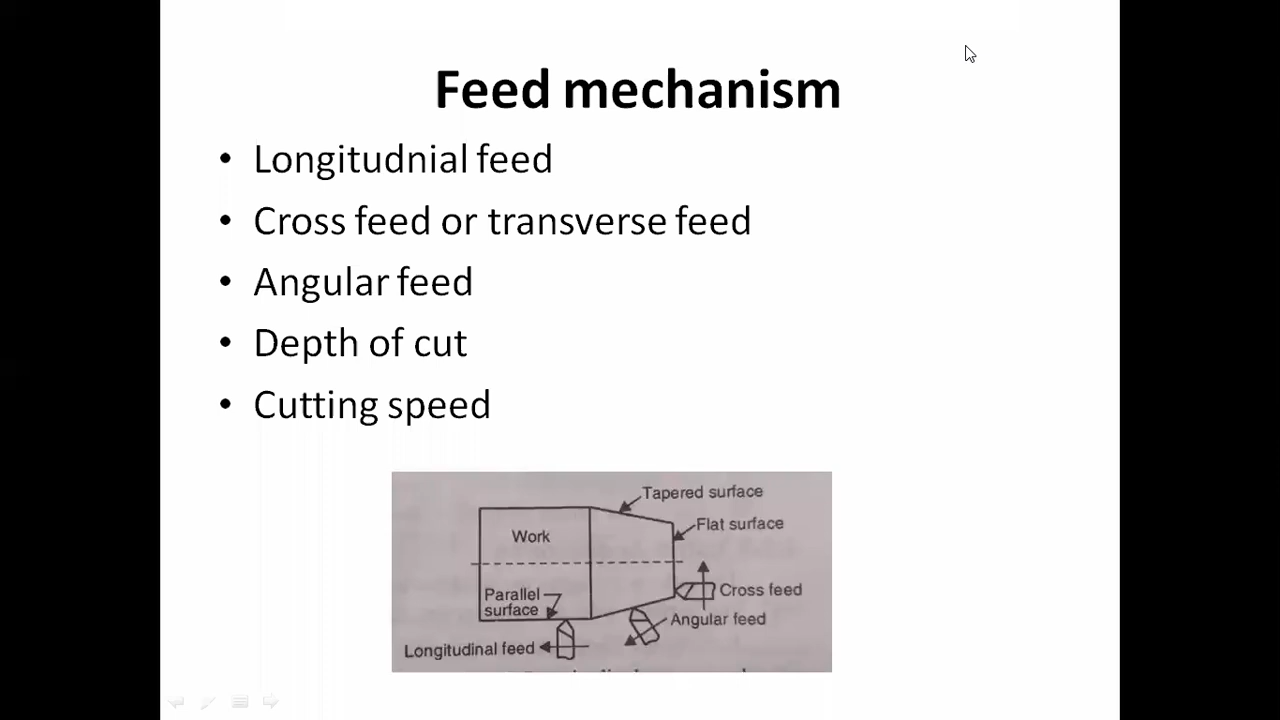 Feed mechanism
• Longitudnial feed
• Cross feed or transverse feed
• Angular feed
• Depth of cut
• Cutting speed
Tapered surface
Flat surface
Work
Parallel
surface
Cross feed
Angular feed
Longitudinal feed